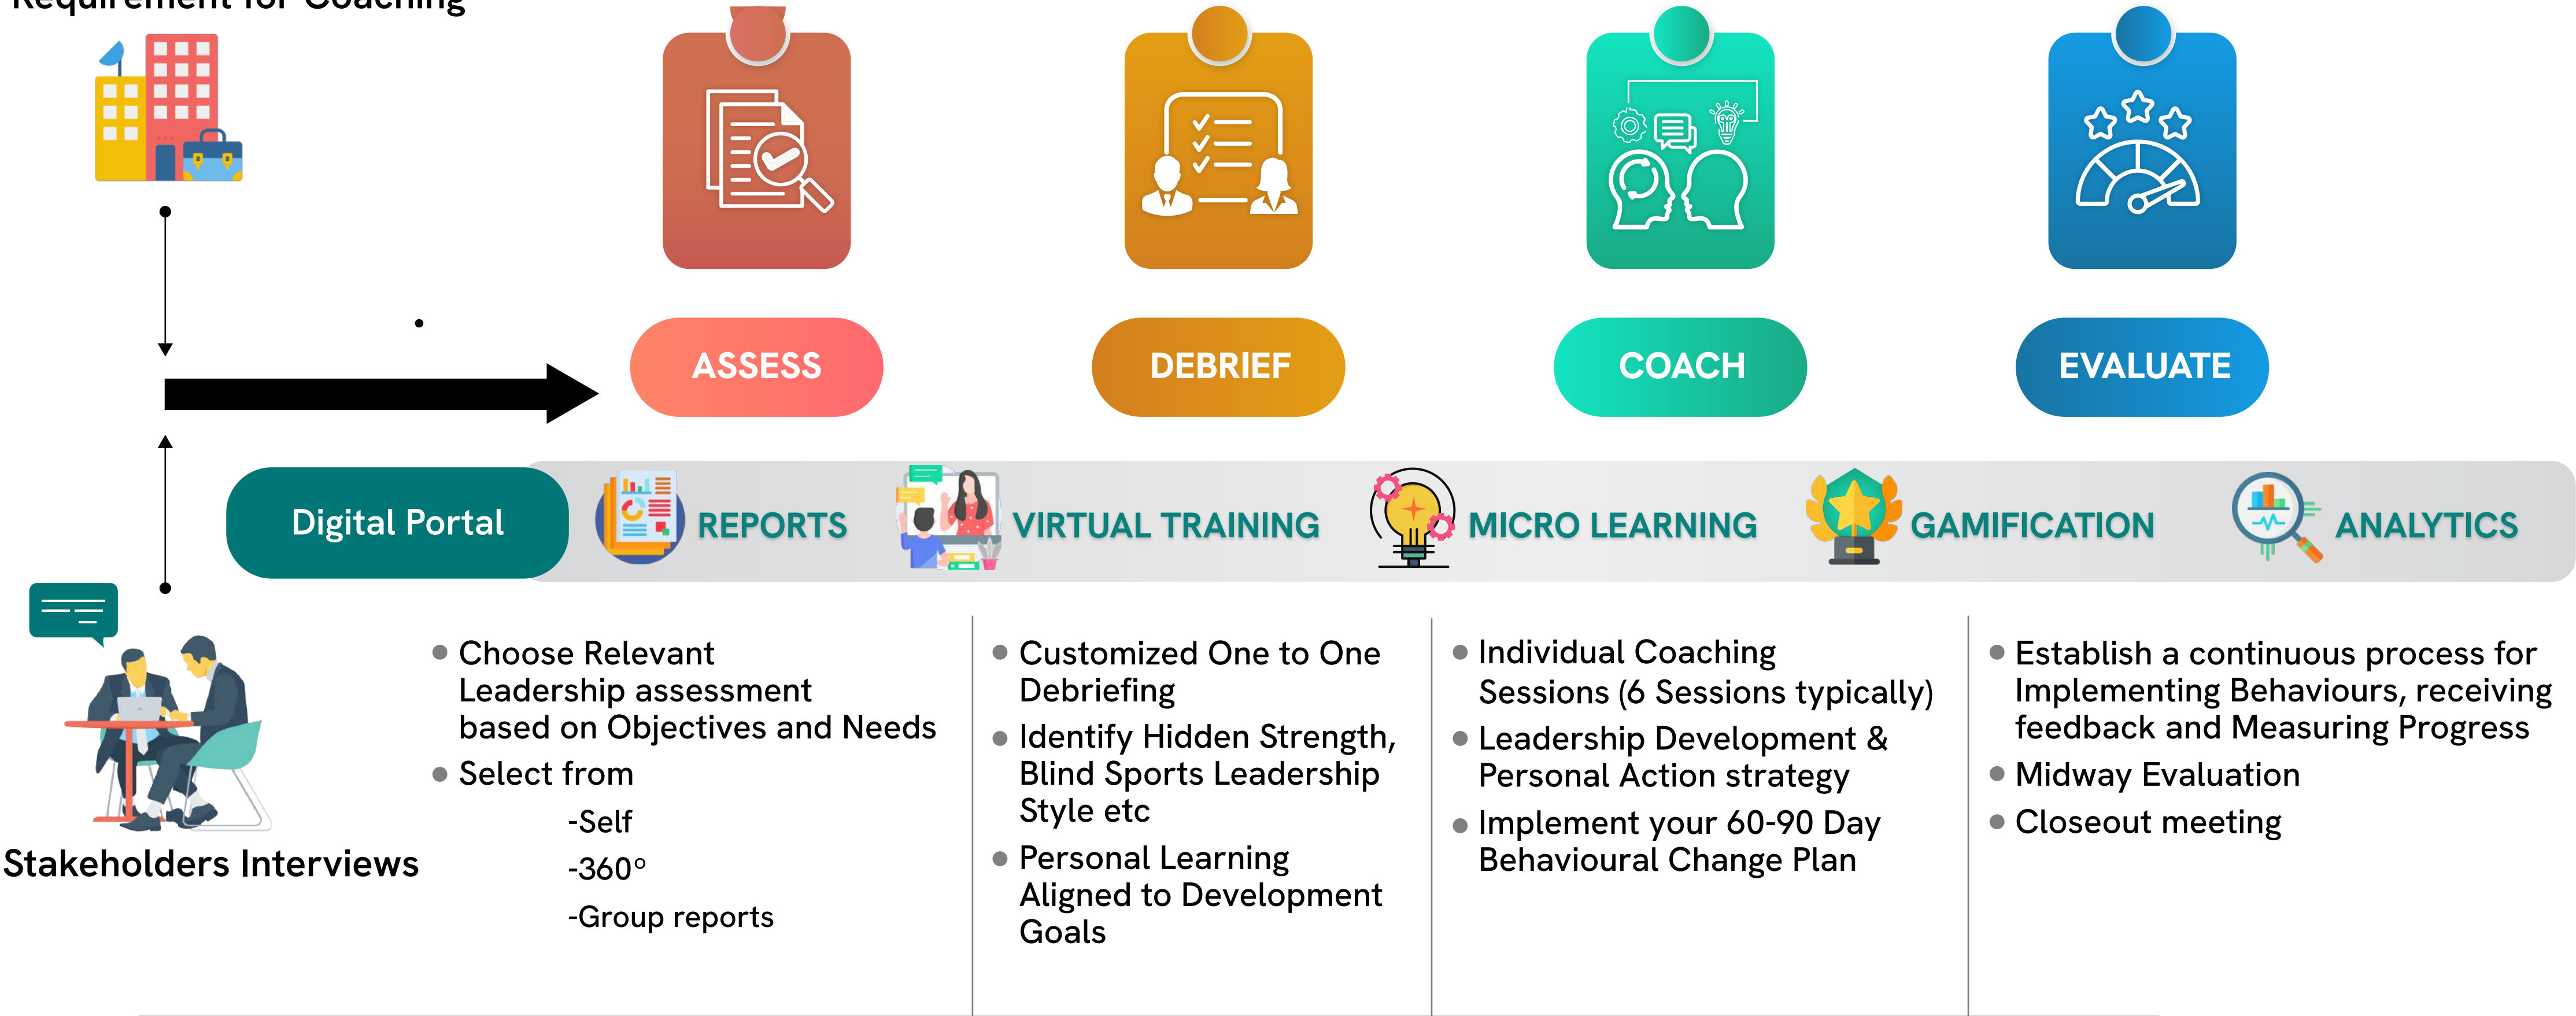 Requirement for Coaching
ASSESS
DEBRIEF
COACH
EVALUATE
Digital Portal
REPORTS
VIRTUAL TRAINING
MICRO LEARNING
GAMIFICATION
ANALYTICS
Stakeholders Interviews
Choose Relevant
Leadership assessment
based on Objectives and Needs
Select from
-Self
-360°
-Group reports
Customized One to One
Debriefing
Identify Hidden Strength,
Blind Sports Leadership
Style etc
Personal Learning
Aligned to Development
Goals
Individual Coaching
Sessions (6 Sessions typically)
Leadership Development &
Personal Action strategy
Implement your 60-90 Day
Behavioural Change Plan
Establish a continuous process for
Implementing Behaviours, receiving
feedback and Measuring Progress
Midway Evaluation
Closeout meeting